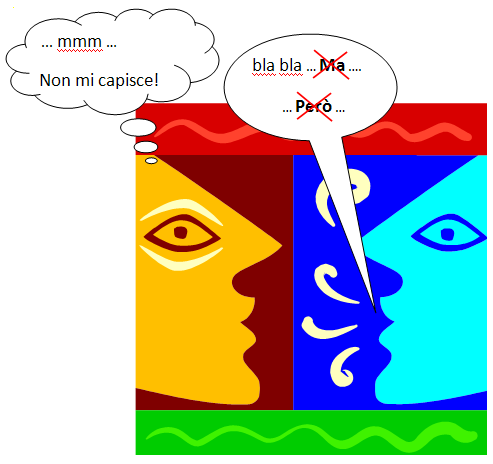 ... mmm ...
Non mi capisce!
bla bla ... Ma ....
... Però ...